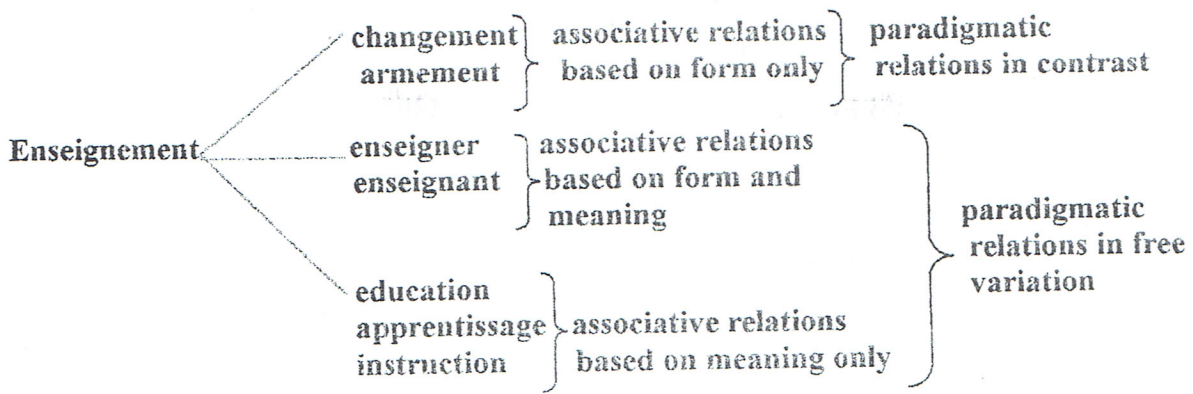 changement
armement
associative relations
based on form only
paradigmatic
relations in contrast
Enseignement
enseigner
enseignant
associative relations
based on form and
meaning
paradigmatic
relations in free
variation
education
apprentissage
instruction
associative relations
based on meaning only